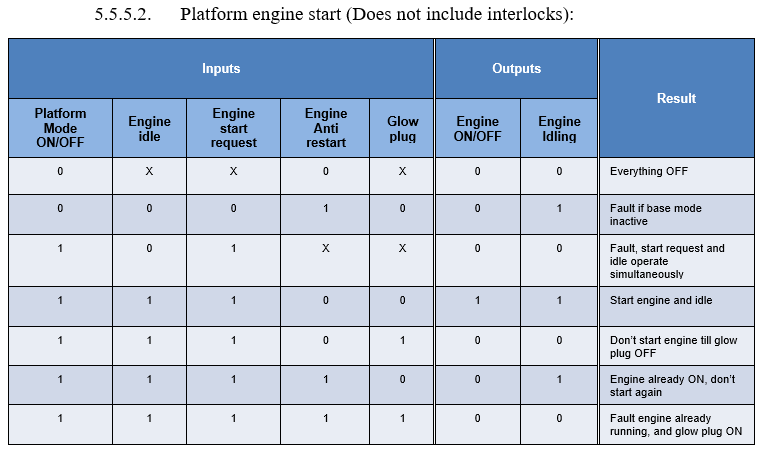 5.5.5.2. Platform engine start (Does not include interlocks):
Inputs Outputs Result
Platform Mode ON/OFF Engine idle Engine start request Engine Anti restart Glow plug Engine ON/OFF Engine Idling
0 X X 0 X 0 0 Everything OFF
0 0 0 1 0 0 1 Fault if base mode inactive
1 0 1 X X 0 0 Fault, start request and idle operate simultaneously
1 1 1 0 0 1 1 Start engine and idle
1 1 1 0 1 0 0 Don't start engine till glow plug OFF
1 1 1 1 0 0 1 Engine already ON, don't start again
1 1 1 1 1 0 0 Fault engine already running, and glow plug ON